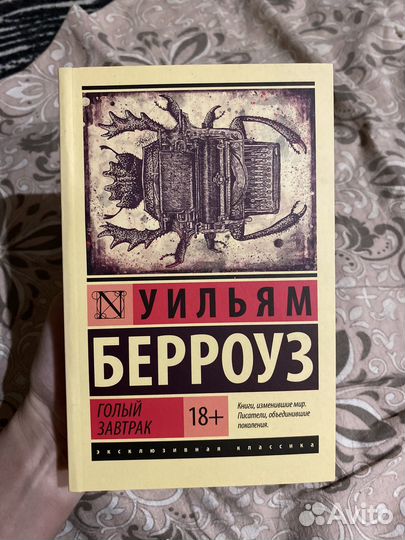 УИЛЬЯМ
БЕРРОУЗ
ГОЛЫЙ
ЗАВТРАК
18+
Книги, изменившие мир.
Писатели, объединившие
поколения.
эксклюзивная классика
Avito